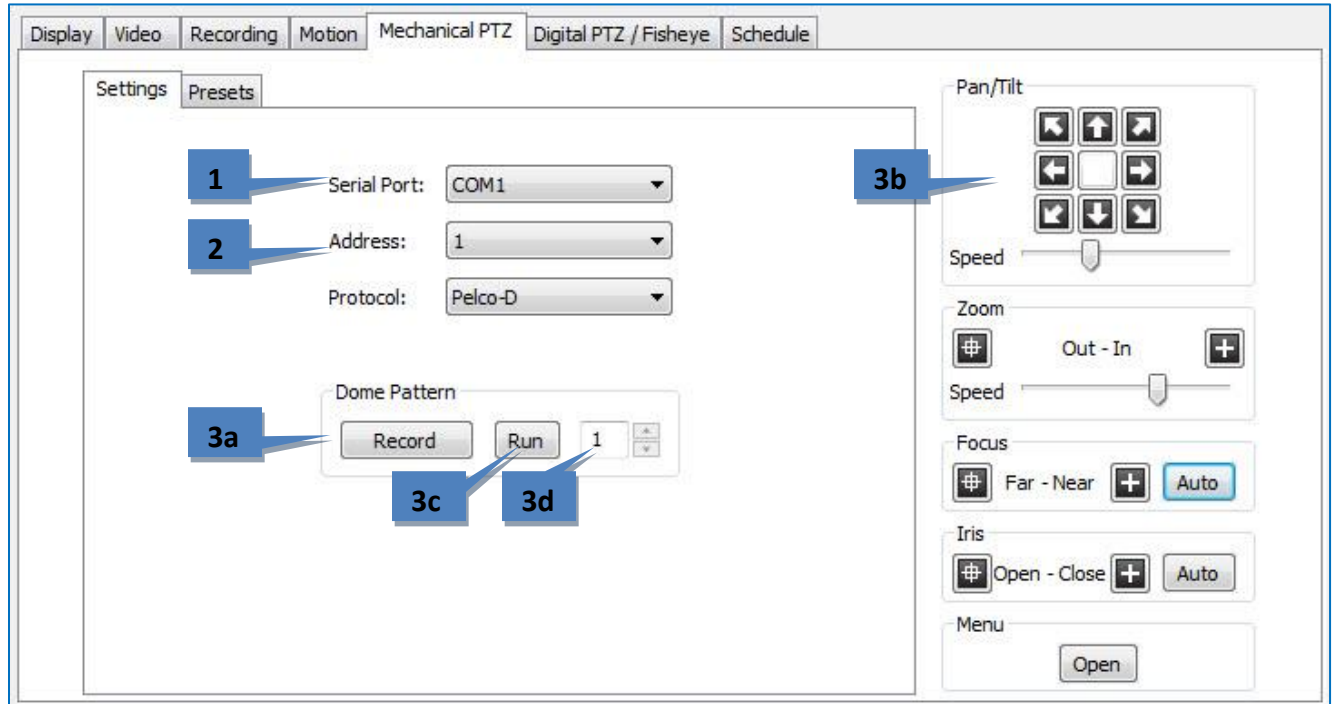 Display Video Recording Motion Mechanical PTZ Digital PTZ / Fisheye Schedule
Settings Presets
1 Serial Port: COM1
2 Address: 1
Protocol: Pelco-D
Dome Pattern
3a Record Run 1
3c 3d
Pan/Tilt
3b
Speed
Zoom
Out - In
Speed
Focus
Far - Near Auto
Iris
Open - Close Auto
Menu
Open